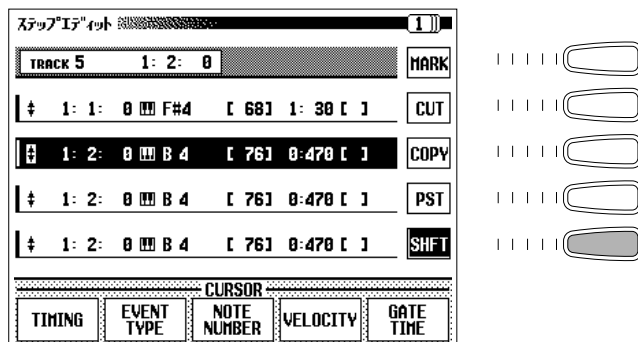 ステップエディット 1
TRACK 5 1: 2: 0 MARK
1: 1: 0 F#4 [ 68] 1: 30 [ ] CUT
1: 2: 0 B 4 [ 76] 0:470 [ ] COPY
1: 2: 0 B 4 [ 76] 0:470 [ ] PST
1: 2: 0 B 4 [ 76] 0:470 [ ] SHFT
CURSOR
TIMING EVENT TYPE NOTE NUMBER VELOCITY GATE TIME